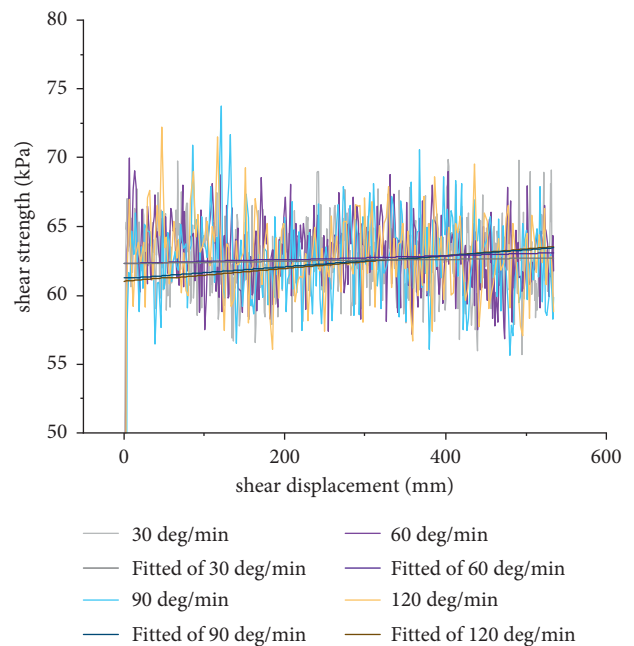 80
75
70
65
60
55
50
shear strength (kPa)
0
200
400
600
shear displacement (mm)
30 deg/min
60 deg/min
Fitted of 30 deg/min
Fitted of 60 deg/min
90 deg/min
120 deg/min
Fitted of 90 deg/min
Fitted of 120 deg/min